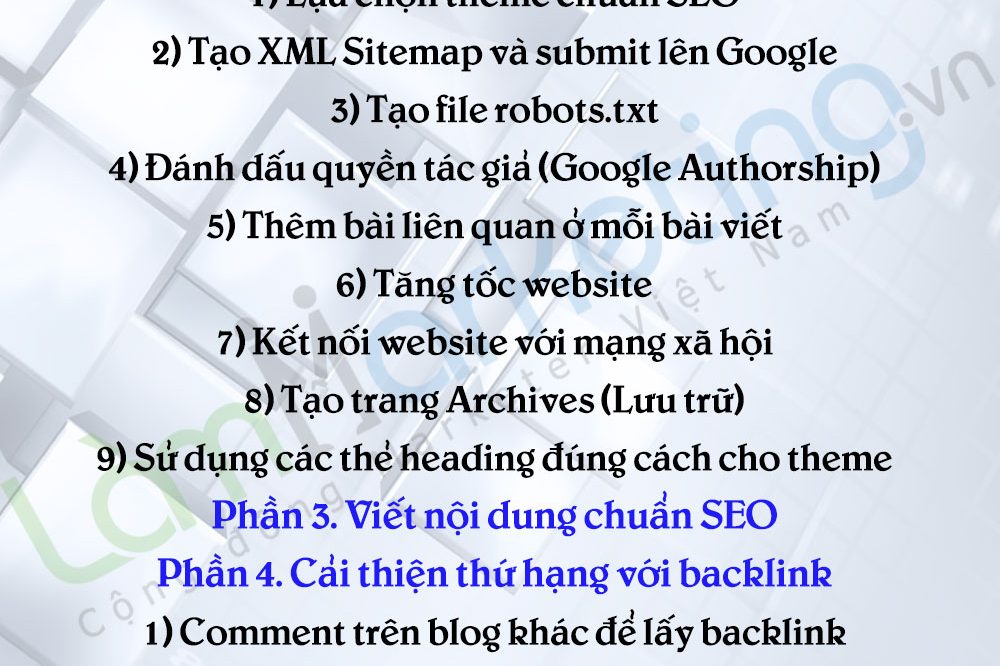 1) Lựa chọn theme chuẩn SEO
2) Tạo XML Sitemap và submit lên Google
3) Tạo file robots.txt
4) Đánh dấu quyền tác giả (Google Authorship)
5) Thêm bài liên quan ở mỗi bài viết
6) Tăng tốc website
7) Kết nối website với mạng xã hội
8) Tạo trang Archives (Lưu trữ)
9) Sử dụng các thẻ heading đúng cách cho theme
Phần 3. Viết nội dung chuẩn SEO
Phần 4. Cải thiện thứ hạng với backlink
1) Comment trên blog khác để lấy backlink
LàmMarketing.vn
Cộng đồng Marketer Việt Nam